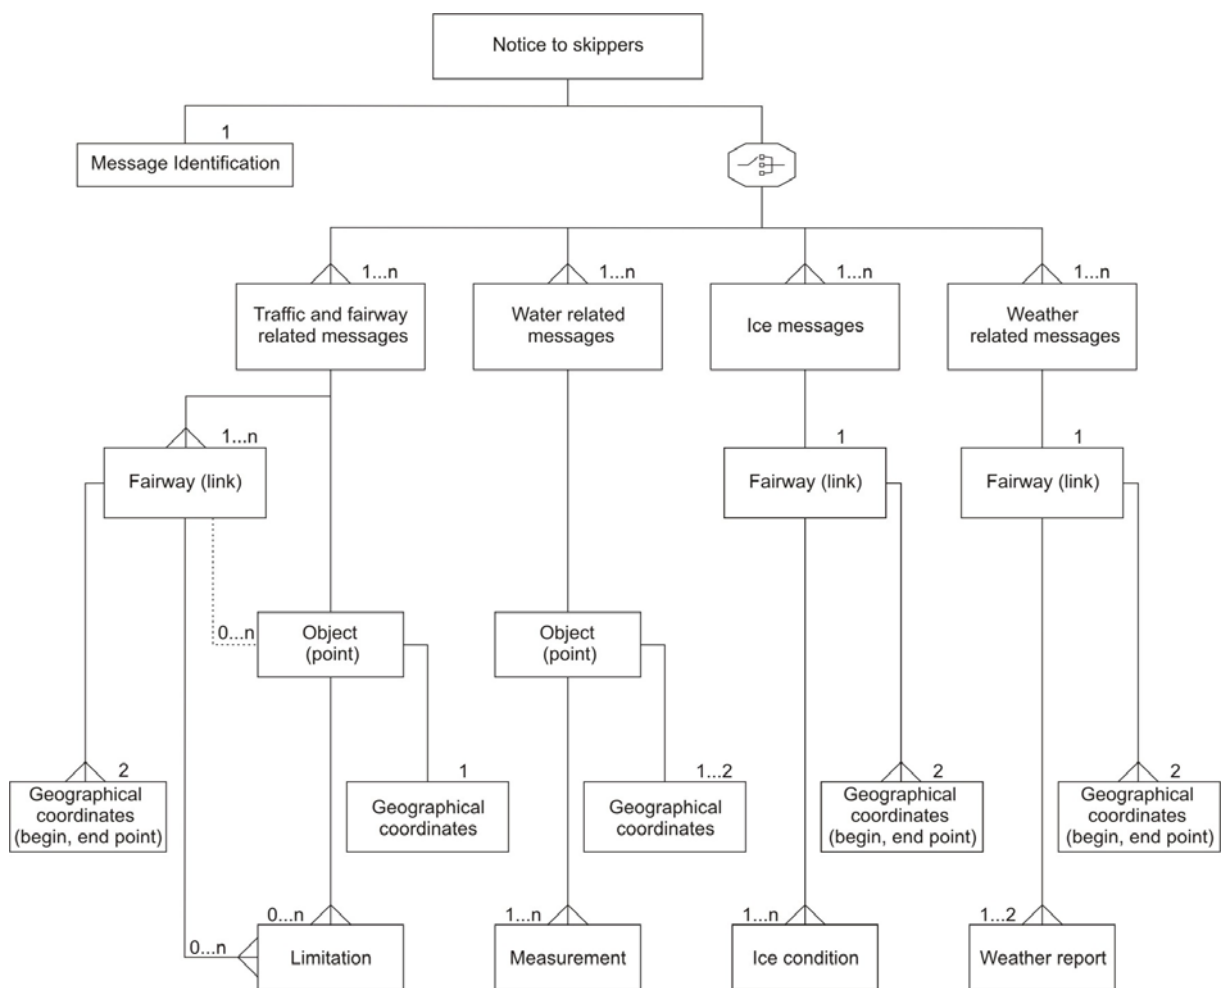 Notice to skippers
1
Message Identification
1...n
1...n
1...n
1...n
Traffic and fairway
related messages
Water related
messages
Ice messages
Weather
related messages
1...n
1
1
Fairway (link)
Fairway (link)
Fairway (link)
0...n
Object
(point)
Object
(point)
2
1
1...2
2
2
Geographical
coordinates
(begin, end point)
Geographical
coordinates
Geographical
coordinates
Geographical
coordinates
(begin, end point)
Geographical
coordinates
(begin, end point)
0...n
1...n
1...n
1...2
0...n
Limitation
Measurement
Ice condition
Weather report